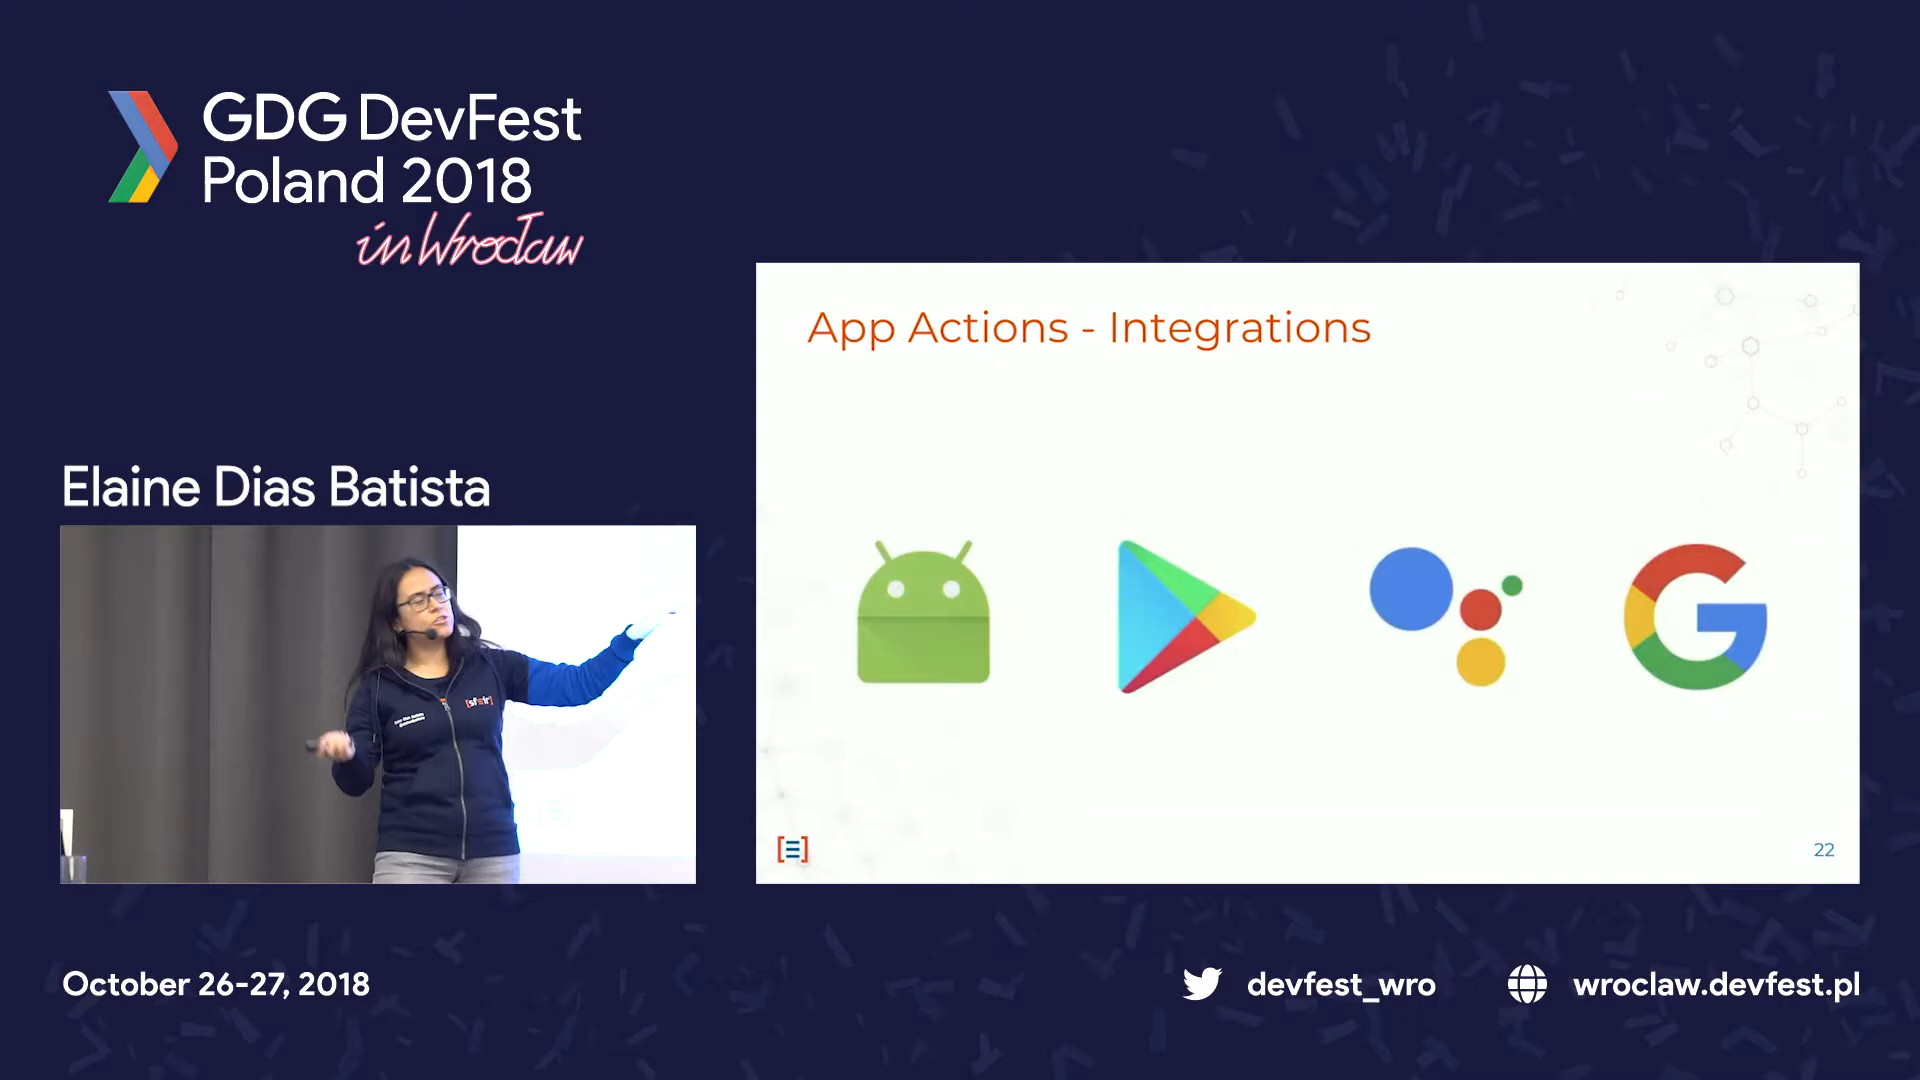 GDG DevFest
Poland 2018
in Wrocław
App Actions - Integrations
Elaine Dias Batista
[sfeir]
22
October 26-27, 2018
devfest_wro
wroclaw.devfest.pl